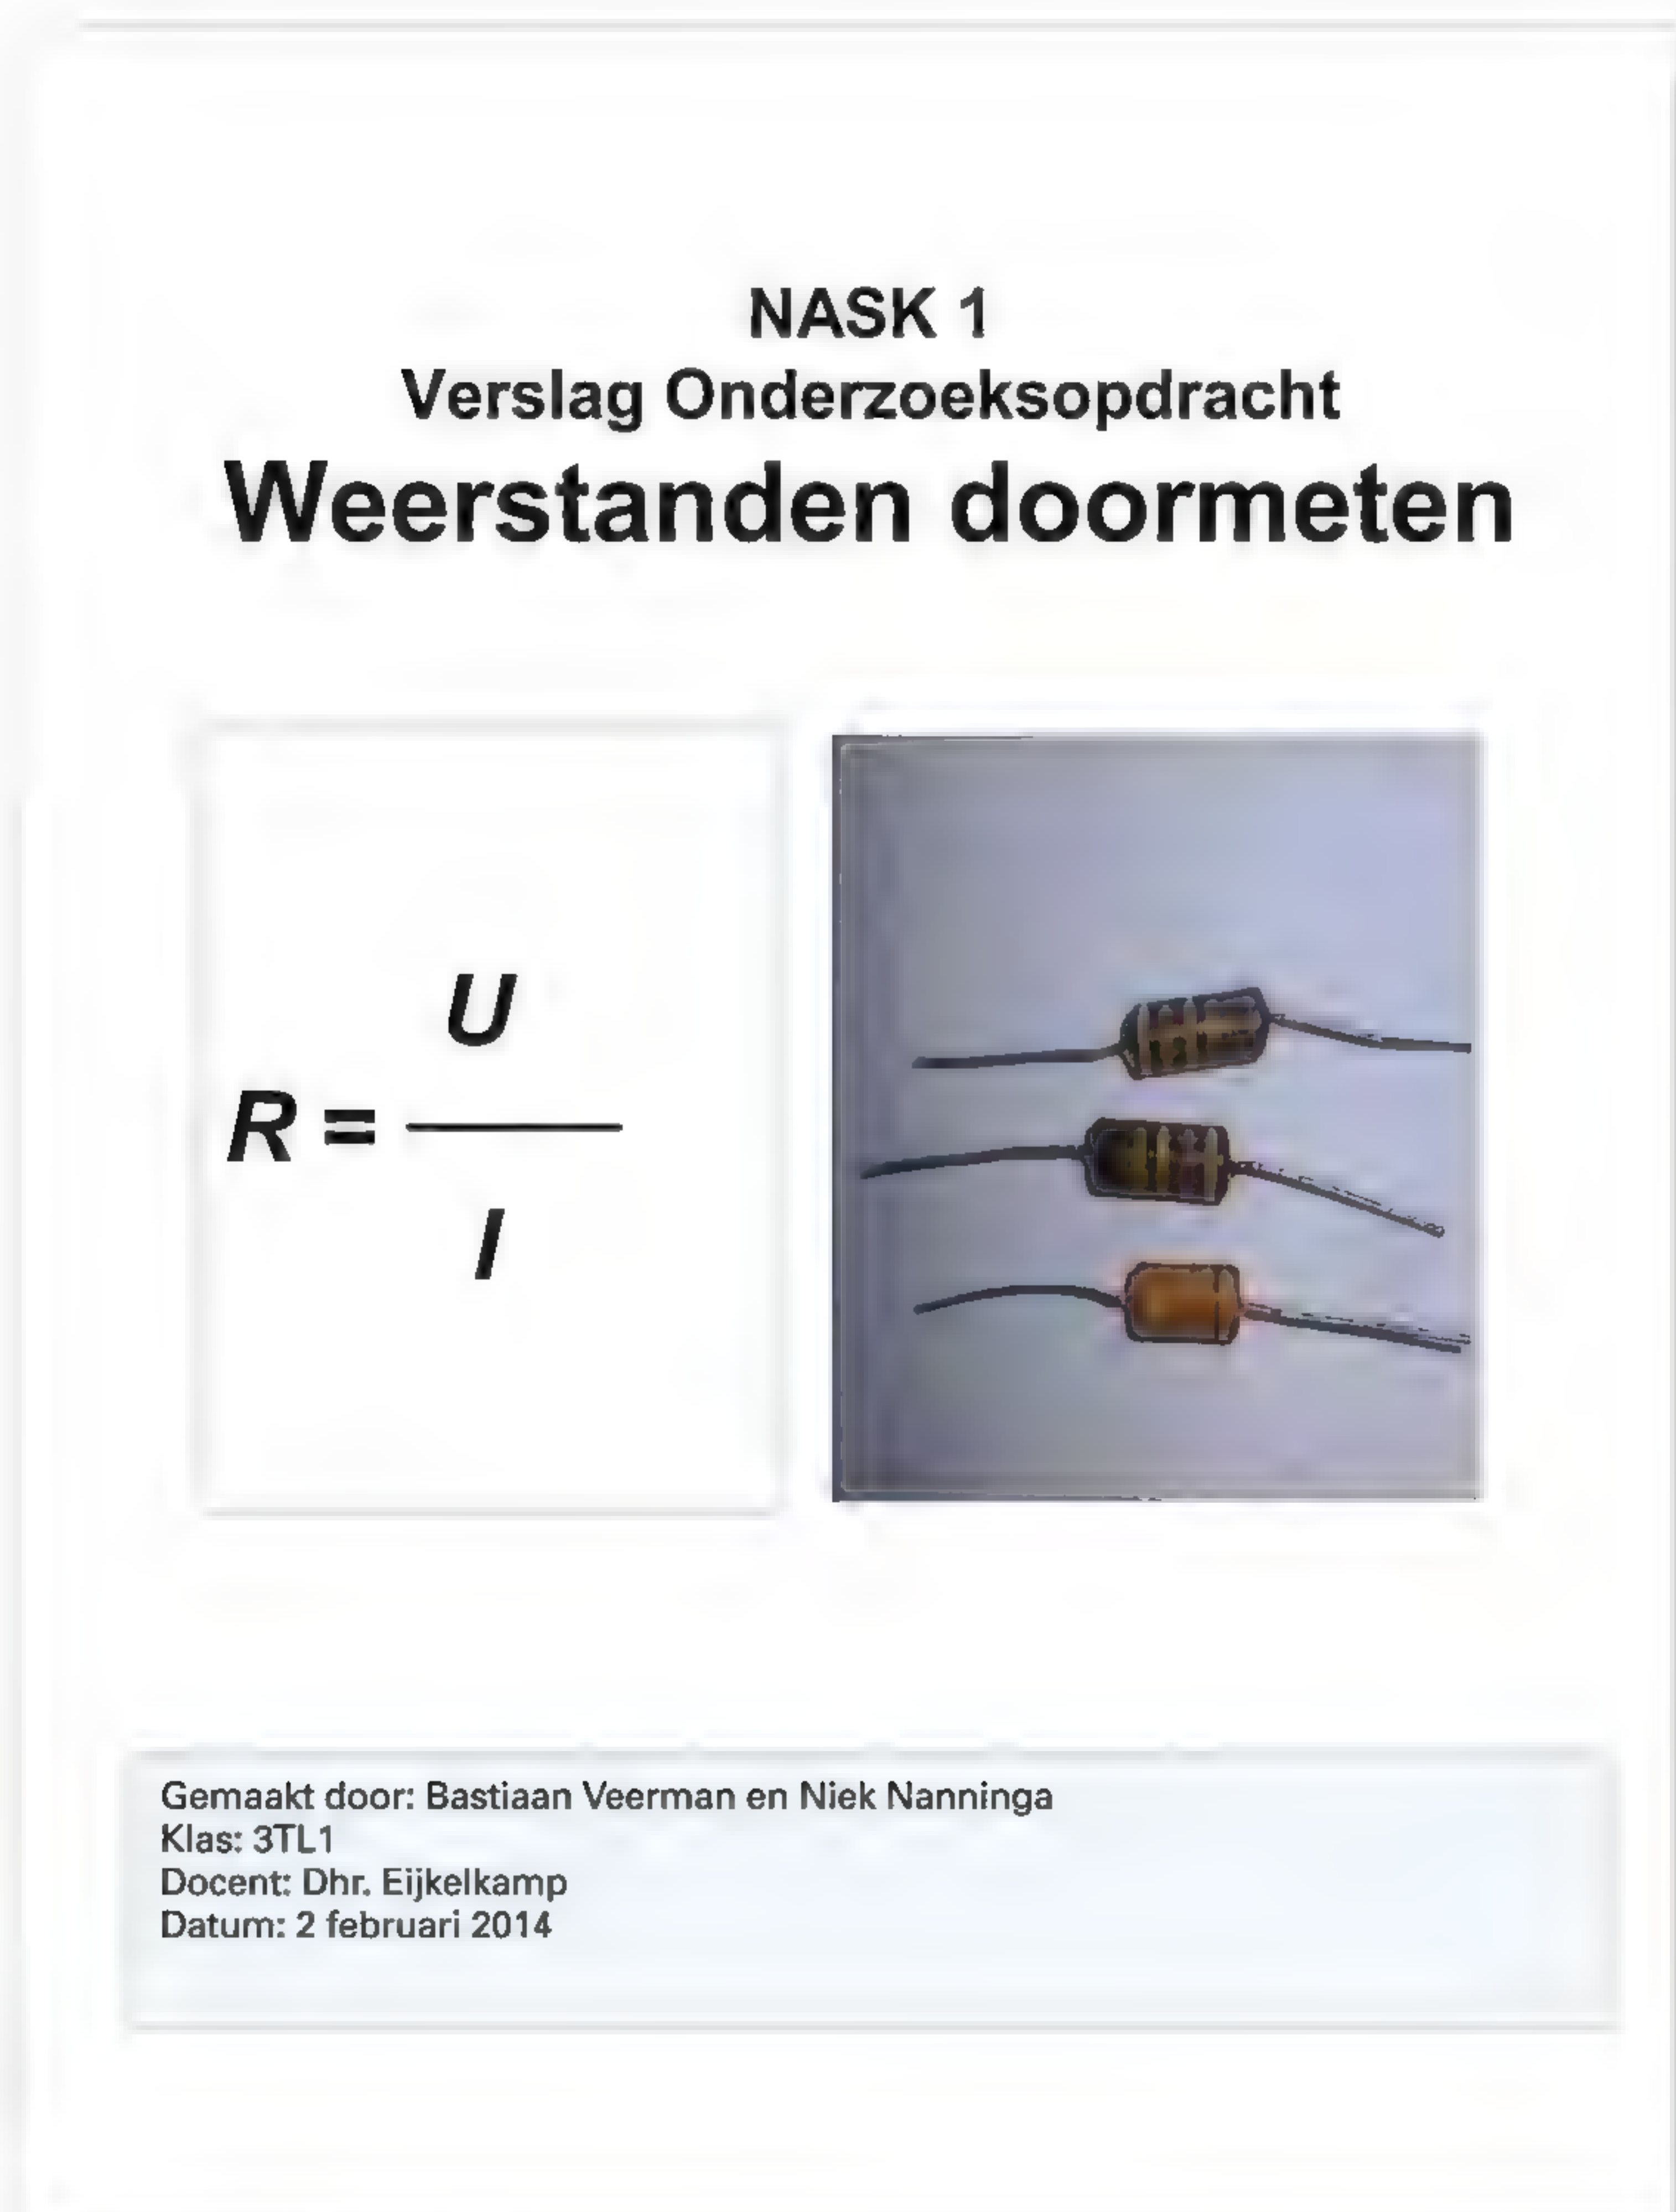 NASK 1
Verslag Onderzoeksopdracht
Weerstanden doormeten
U
R =
I
Gemaakt door: Bastiaan Veerman en Niek Nanninga
Klas: 3TL1
Docent: Dhr. Eijkelkamp
Datum: 2 februari 2014